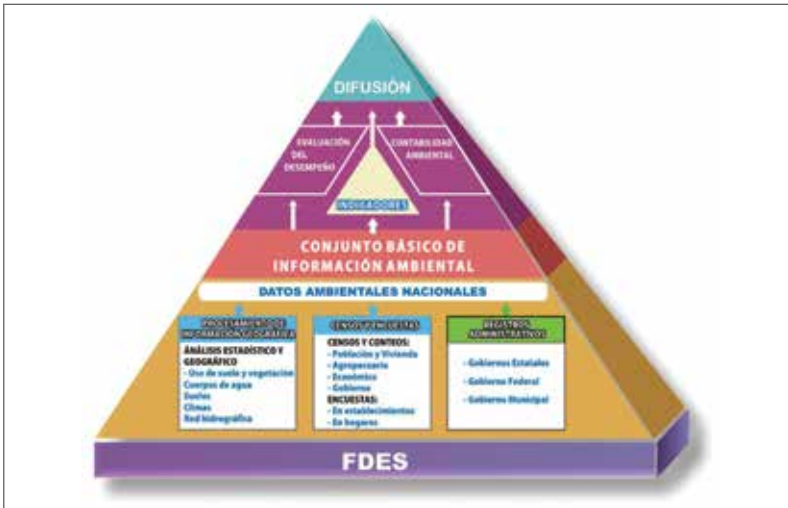 DIFUSIÓN
EVALUACIÓN
DEL
DESEMPEÑO
CONTABILIDAD
AMBIENTAL
INDICADORES
CONJUNTO BÁSICO DE
INFORMACIÓN AMBIENTAL
DATOS AMBIENTALES NACIONALES
PROCESAMIENTO DE
INFORMACIÓN GEOGRÁFICA
ANÁLISIS ESTADÍSTICO Y
GEOGRÁFICO
- Uso de suelo y vegetación
Cuerpos de agua
Suelos
Climas
Red hidrográfica
CENSOS Y ENCUESTAS
CENSOS Y CONTEOS:
- Población y Vivienda
- Agropecuario
- Económico
- Gobierno
ENCUESTAS:
- En establecimientos
- En hogares
REGISTROS
ADMINISTRATIVOS
- Gobiernos Estatales
- Gobierno Federal
- Gobierno Municipal
FDES